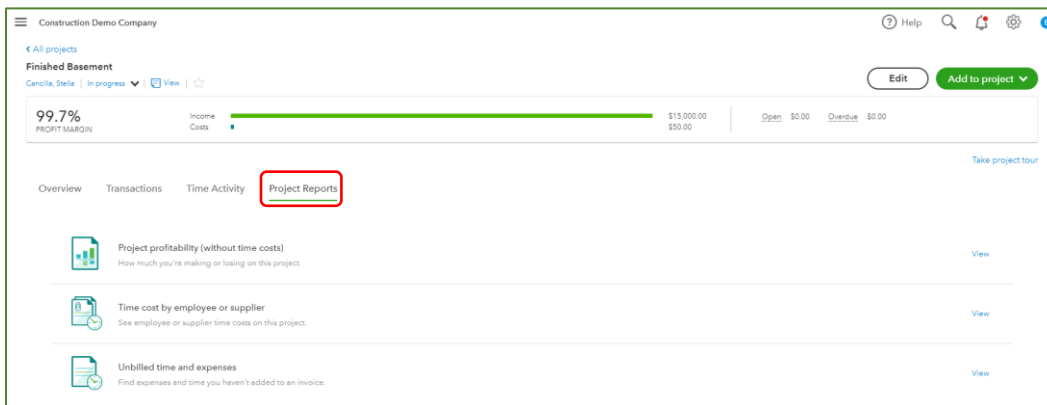 Construction Demo Company
Help
All projects
Finished Basement
Cancilla, Stella | In progress | View
Edit
Add to project
99.7%
PROFIT MARGIN
Income
$15,000.00
Costs
$50.00
Open $0.00 Overdue $0.00
Take project tour
Overview Transactions Time Activity Project Reports
Project profitability (without time costs)
How much you're making or losing on this project.
View
Time cost by employee or supplier
See employee or supplier time costs on this project.
View
Unbilled time and expenses
Find expenses and time you haven't added to an invoice.
View